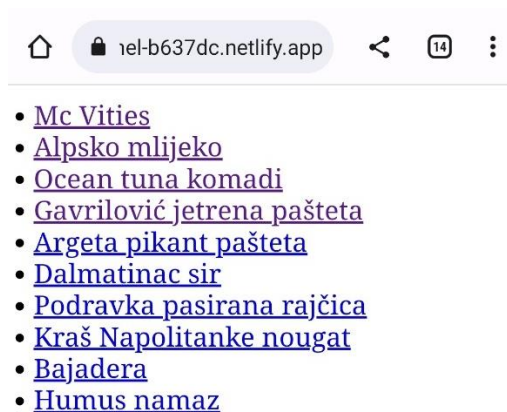 nel-b637dc.netlify.app
14
Mc Vities
Alpsko mlijeko
Ocean tuna komadi
Gavrilović jetrena pašteta
Argeta pikant pašteta
Dalmatinac sir
Podravka pasirana rajčica
Kraš Napolitanke nougat
Bajadera
Humus namaz